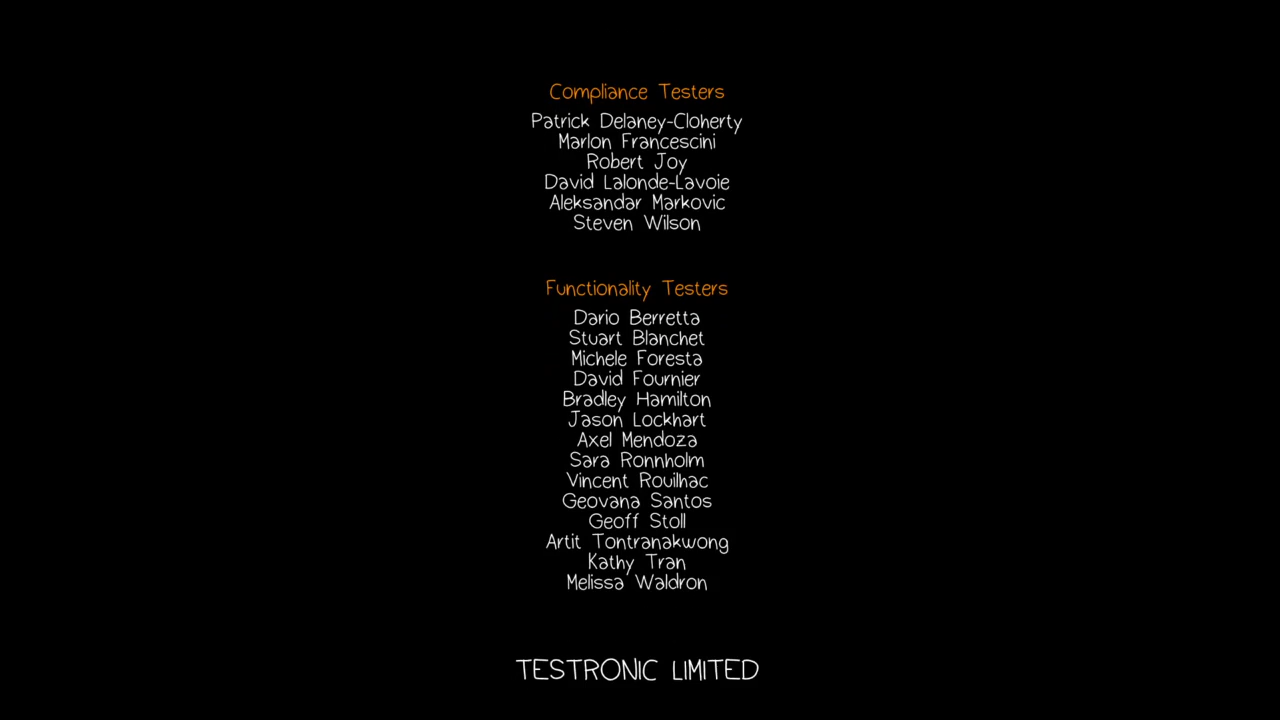 Compliance Testers
Patrick Delaney-Cloherty
Marlon Francescini
Robert Joy
David Lalonde-Lavoie
Aleksandar Markovic
Steven Wilson
Functionality Testers
Dario Berretta
Stuart Blanchet
Michele Foresta
David Fournier
Bradley Hamilton
Jason Lockhart
Axel Mendoza
Sara Ronnholm
Vincent Rouilhac
Geovana Santos
Geoff Stoll
Artit Tontranakwong
Kathy Tran
Melissa Waldron
TESTRONIC LIMITED